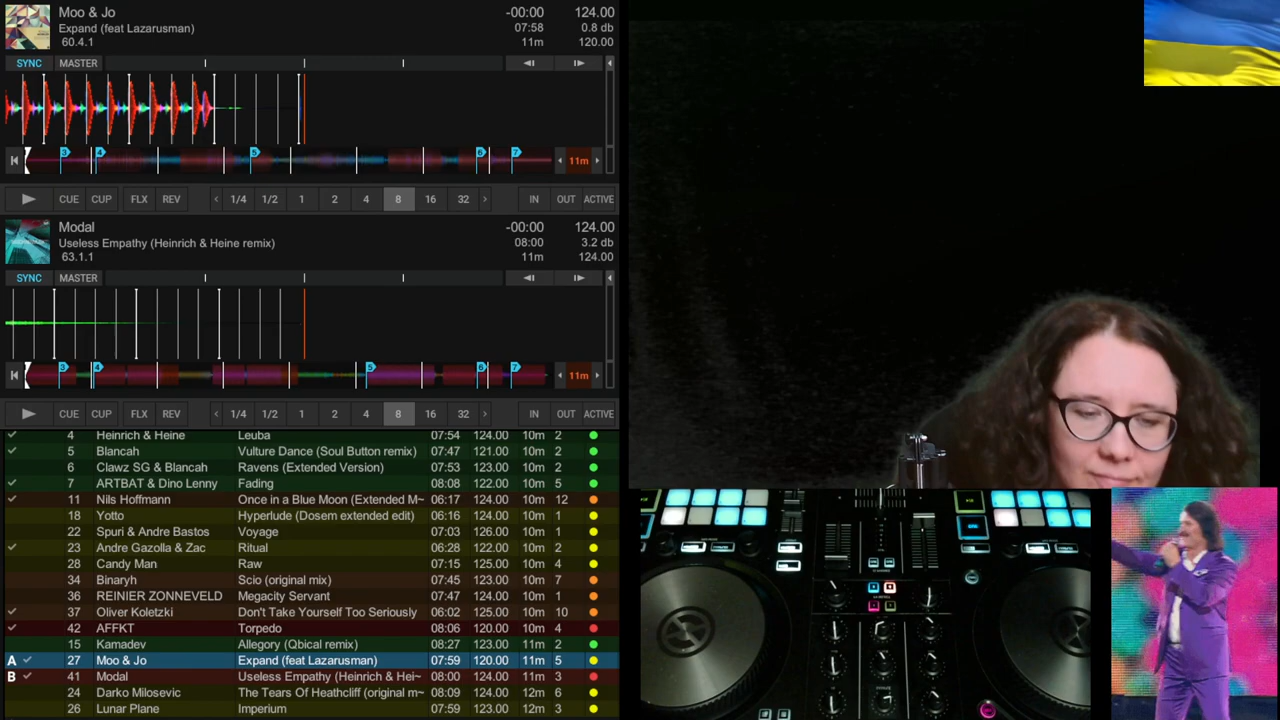 Moo & Jo -00:00 124.00
Expand (feat Lazarusman) 07:58 0.8 db
60.4.1 11m 120.00
SYNC MASTER
3 4 5 6 7 11m
CUE CUP FLX REV < 1/4 1/2 1 2 4 8 16 32 > IN OUT ACTIVE
Modal -00:00 124.00
Useless Empathy (Heinrich & Heine remix) 08:00 3.2 db
63.1.1 11m 124.00
SYNC MASTER
3 4 5 6 7 11m
CUE CUP FLX REV < 1/4 1/2 1 2 4 8 16 32 > IN OUT ACTIVE
4 Heinrich & Heine Leuba 07:54 124.00 10m 2
5 Blancah Vulture Dance (Soul Button remix) 07:47 121.00 10m 2
6 Clawz SG & Blancah Ravens (Extended Version) 07:53 123.00 10m 2
7 ARTBAT & Dino Lenny Fading 08:08 122.00 10m 5
11 Nils Hoffmann Once in a Blue Moon (Extended M~ 06:17 124.00 10m 12
18 Yotto Hyperlude (Dosem extended edit) 06:16 124.00 10m 1
22 Spuri & Andre Bastos Voyage 07:03 126.00 10m 1
23 Andre Gazolla & Zac Ritual 06:28 122.00 10m 2
28 Candy Man Raw 07:15 125.00 10m 4
34 Binaryh Scio (original mix) 07:45 123.00 10m 7
36 REINIER ZONNEVELD Megacity Servant 07:47 123.00 10m 1
37 Oliver Koletzki Don't Take Yourself Too Seriously 06:02 125.00 10m 10
42 AFFKT Torpedo 08:06 120.00 10m 4
15 Kamadev Allegory (Qbical remix) 08:27 123.00 11m 2
A 27 Moo & Jo Expand (feat Lazarusman) 07:59 120.00 11m 5
B 41 Modal Useless Empathy (Heinrich & Hei~ 08:00 124.00 11m 3
24 Darko Milosevic The Tears Of Heathcliff (original m~ 08:09 124.00 12m 6
26 Lunar Plane Imperium 07:59 123.00 12m 3